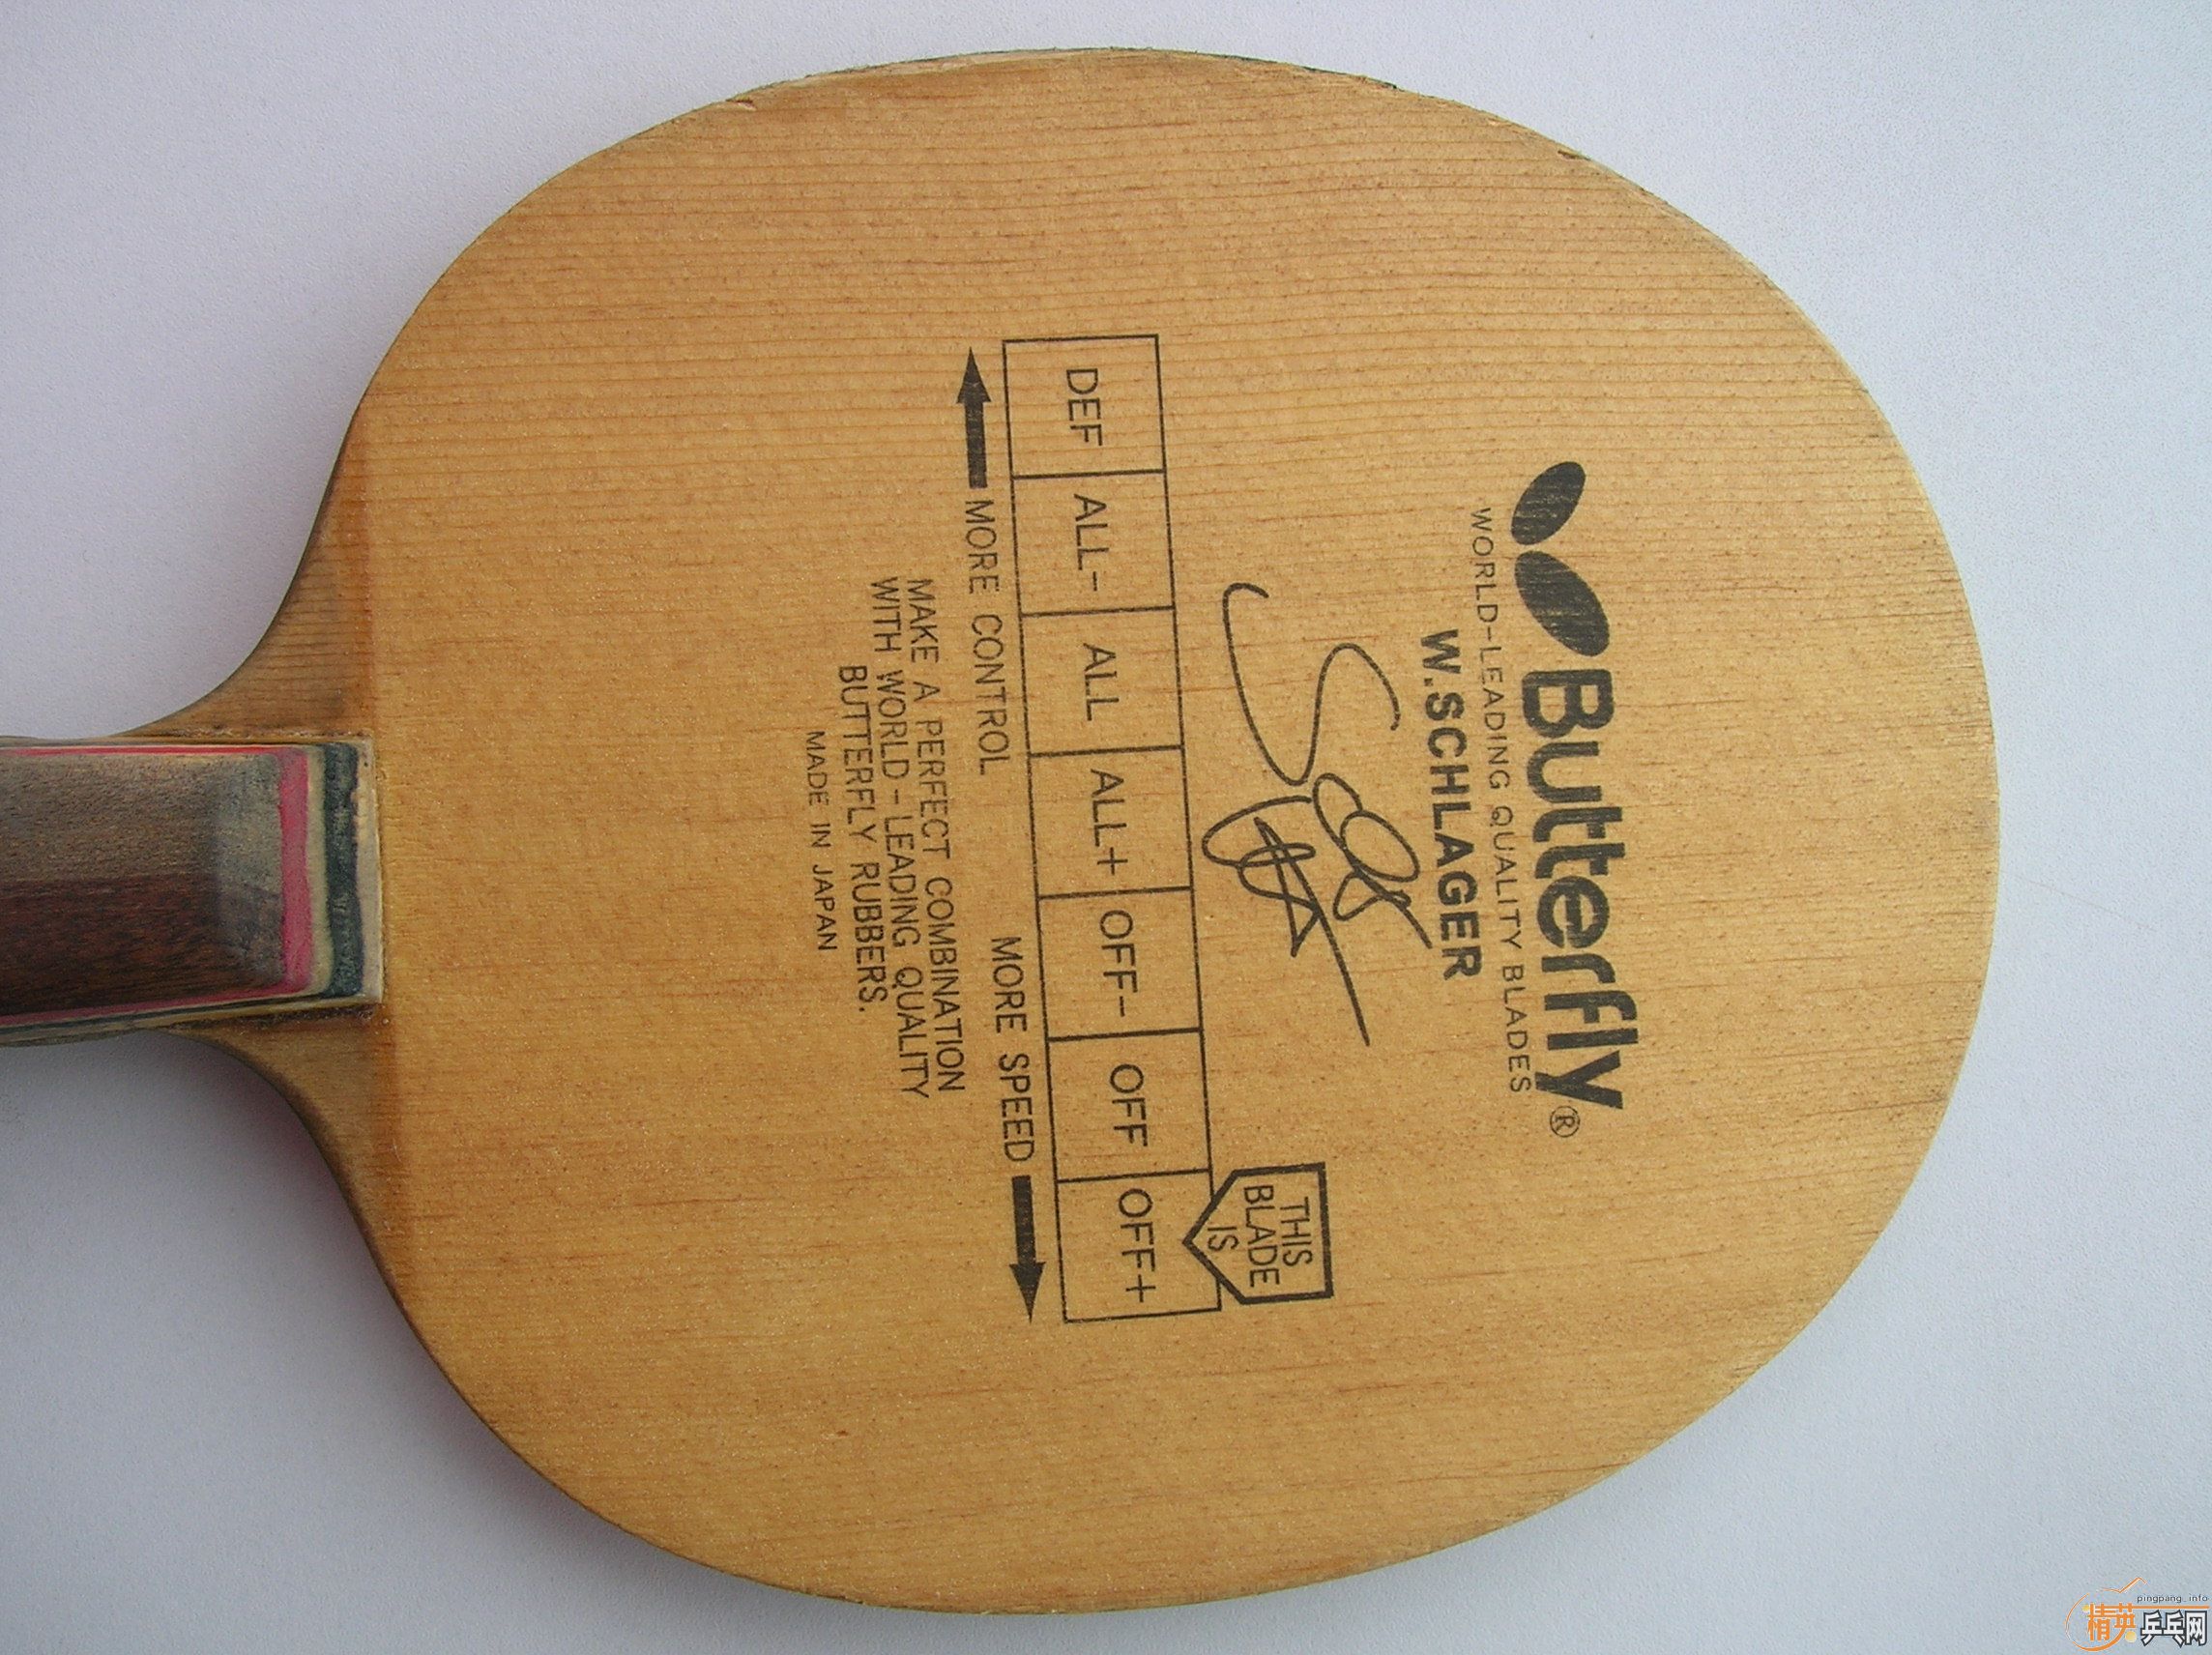 Butterfly®
WORLD-LEADING QUALITY BLADES
W.SCHLAGER
THIS
BLADE
IS
DEF ALL- ALL ALL+ OFF- OFF OFF+
MORE CONTROL MORE SPEED
MAKE A PERFECT COMBINATION
WITH WORLD-LEADING QUALITY
BUTTERFLY RUBBERS.
MADE IN JAPAN
pingpang.info
精英乒乓网